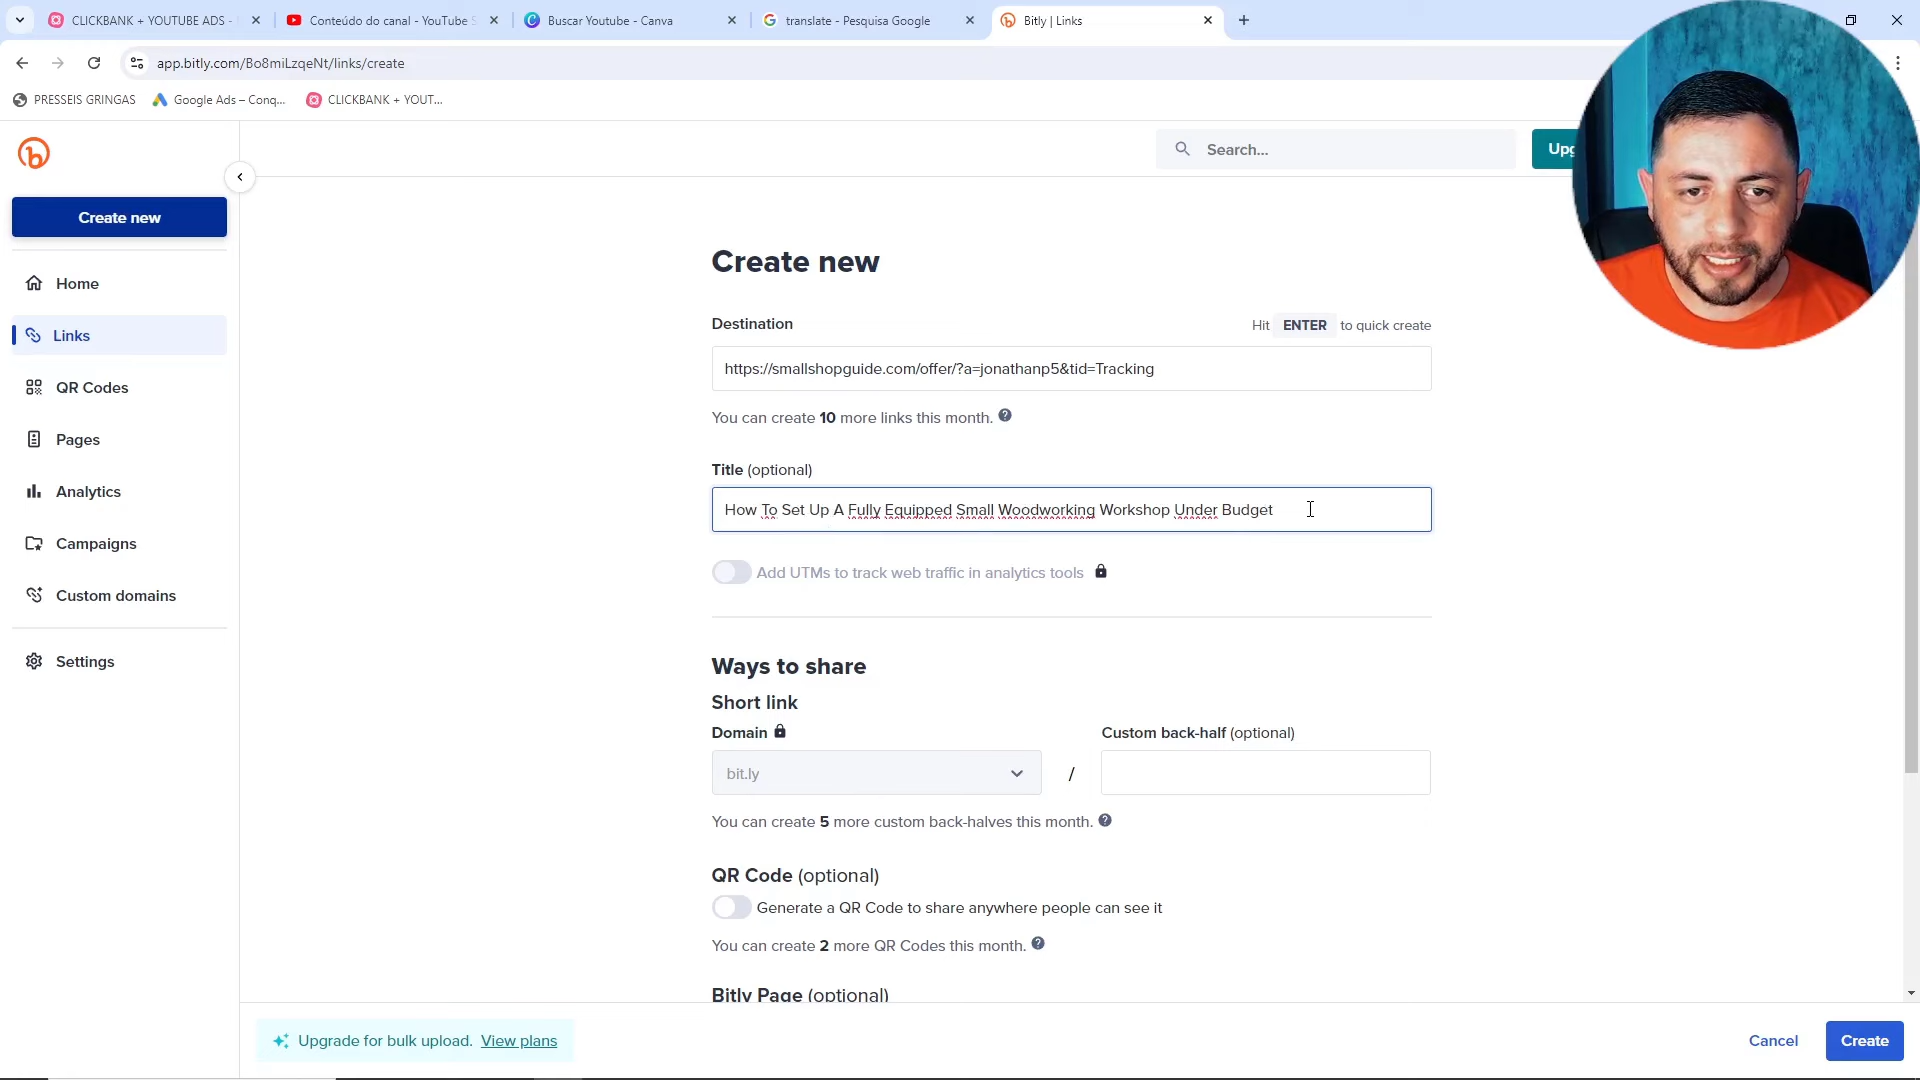 CLICKBANK + YOUTUBE ADS -
Conteúdo do canal - YouTube S
Buscar Youtube - Canva
translate - Pesquisa Google
Bitly | Links
app.bitly.com/Bo8miLzqeNt/links/create
PRESSEIS GRINGAS
Google Ads – Conq...
CLICKBANK + YOUT...
Search...
Upg
Create new
Home
Links
QR Codes
Pages
Analytics
Campaigns
Custom domains
Settings
Create new
Destination
Hit ENTER to quick create
https://smallshopguide.com/offer/?a=jonathanp5&tid=Tracking
You can create 10 more links this month.
Title (optional)
How To Set Up A Fully Equipped Small Woodworking Workshop Under Budget
Add UTMs to track web traffic in analytics tools
Ways to share
Short link
Domain
Custom back-half (optional)
bit.ly
/
You can create 5 more custom back-halves this month.
QR Code (optional)
Generate a QR Code to share anywhere people can see it
You can create 2 more QR Codes this month.
Bitly Page (optional)
Upgrade for bulk upload. View plans
Cancel
Create